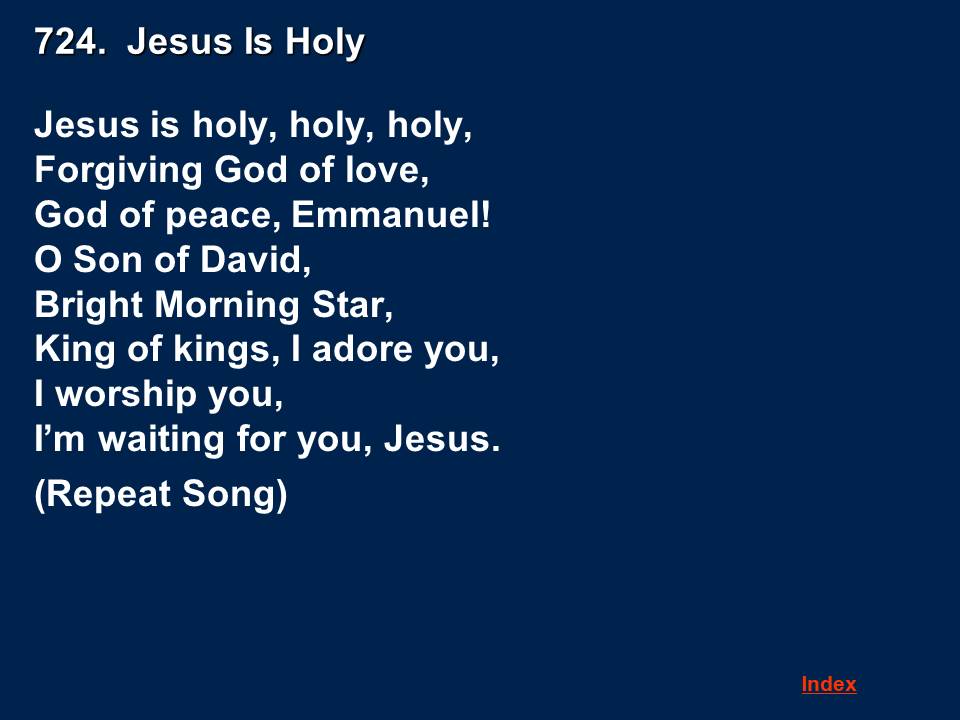 724.  Jesus Is Holy
Jesus is holy, holy, holy,
Forgiving God of love,
God of peace, Emmanuel!
O Son of David,
Bright Morning Star,
King of kings, I adore you,
I worship you,
I’m waiting for you, Jesus.
(Repeat Song)
Index